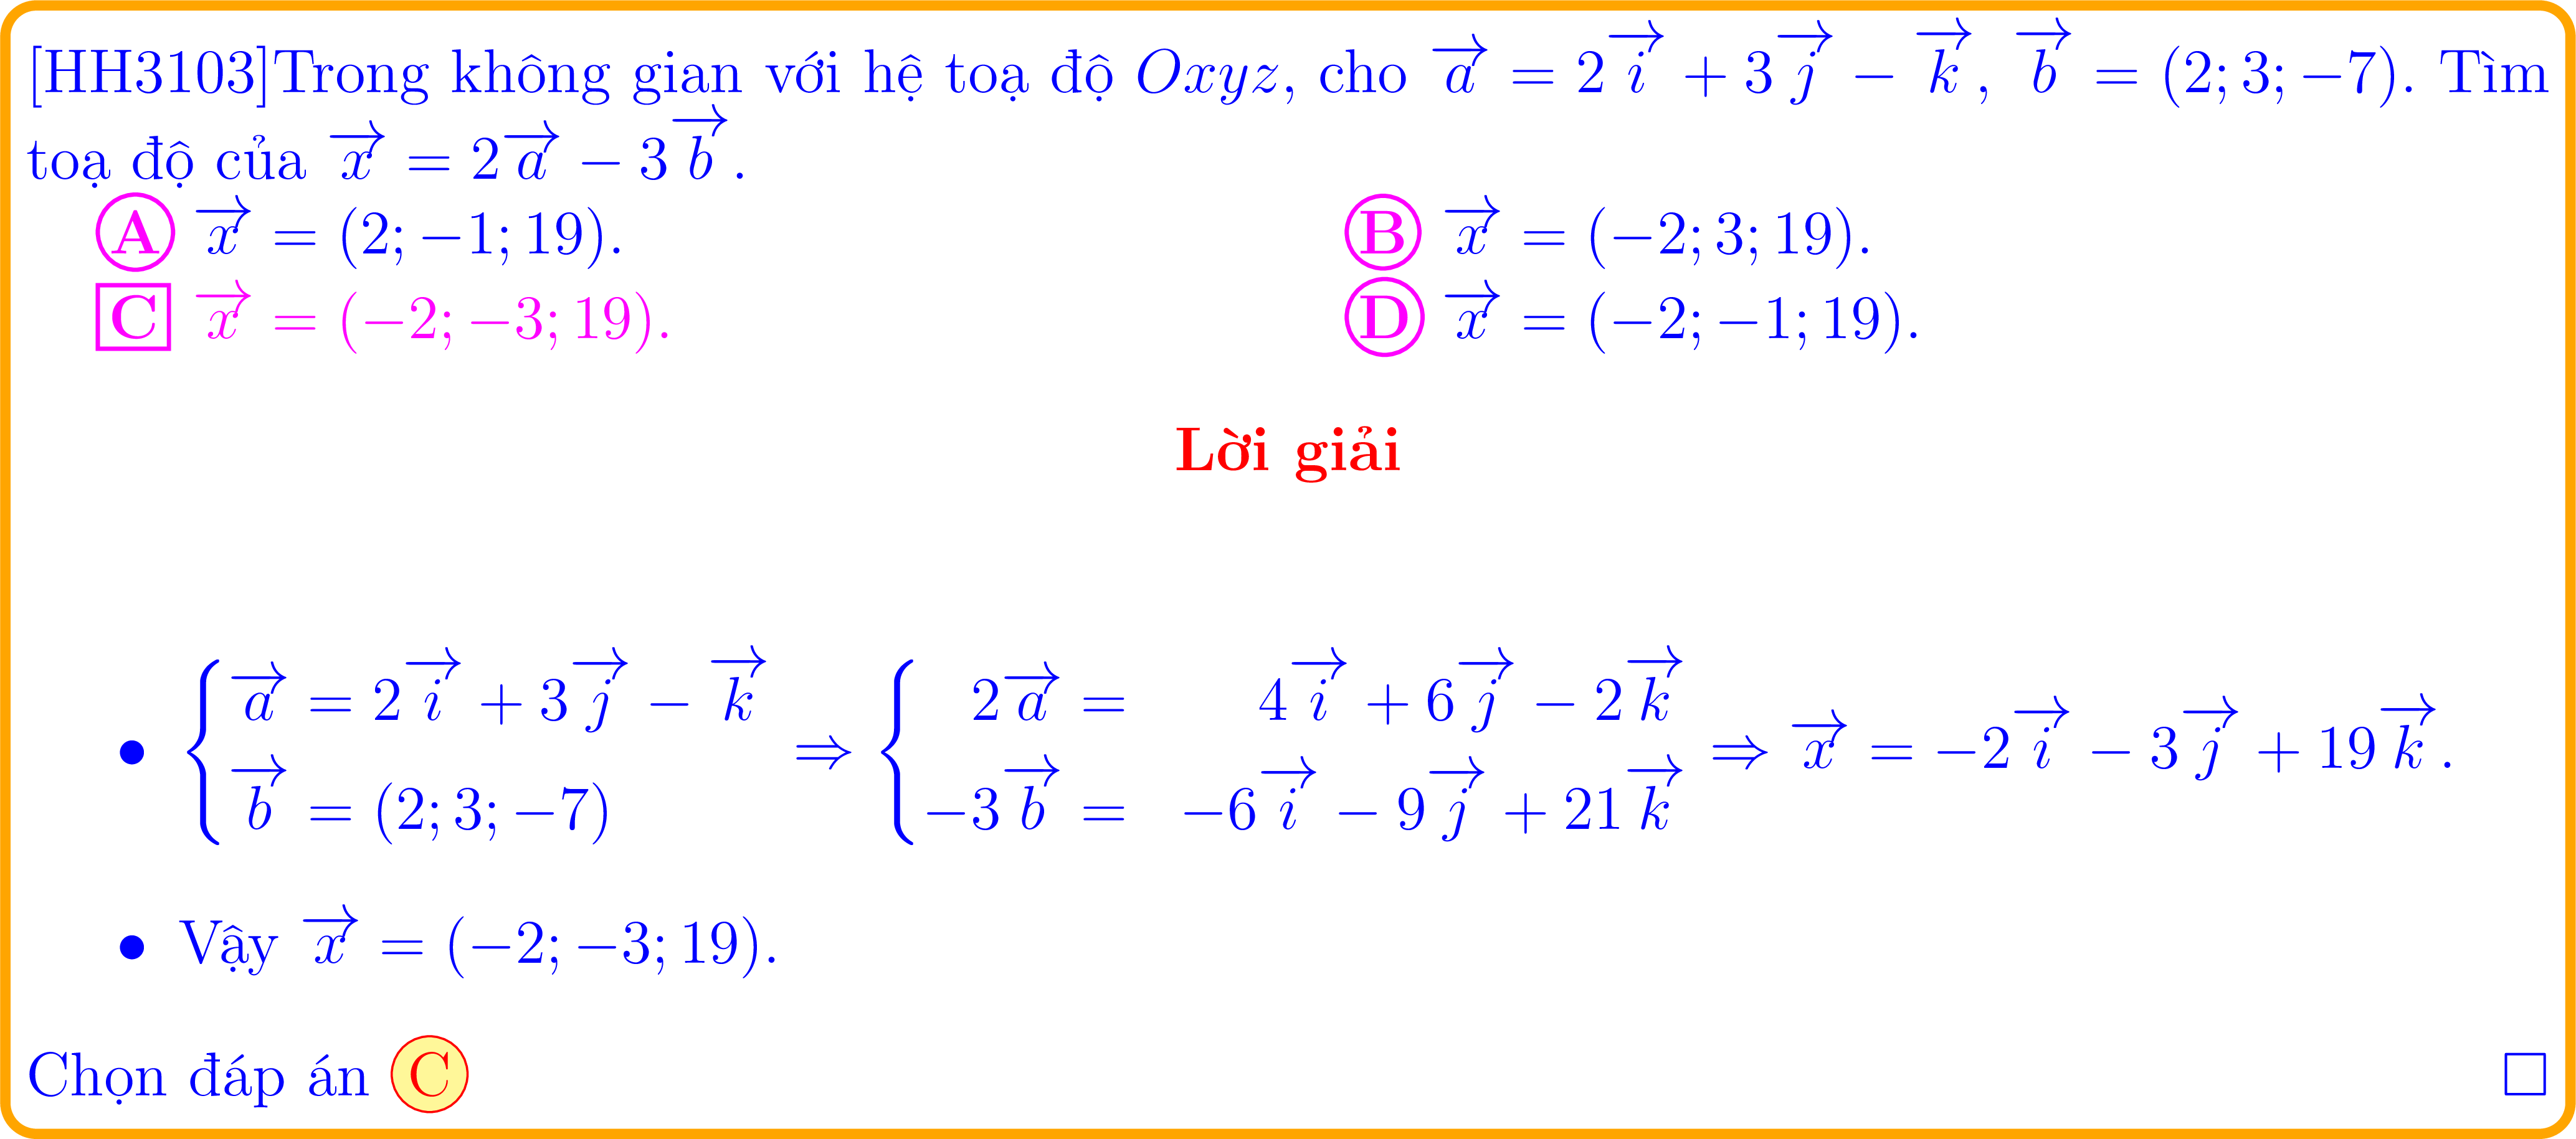 [HH3103]Trong không gian với hệ toạ độ $Oxyz$, cho $\overrightarrow{a} = 2\overrightarrow{i} + 3\overrightarrow{j} - \overrightarrow{k}$, $\overrightarrow{b} = (2; 3; -7)$. Tìm
toạ độ của $\overrightarrow{x} = 2\overrightarrow{a} - 3\overrightarrow{b}$.
A $\overrightarrow{x} = (2; -1; 19)$. B $\overrightarrow{x} = (-2; 3; 19)$.
C $\overrightarrow{x} = (-2; -3; 19)$. D $\overrightarrow{x} = (-2; -1; 19)$.
Lời giải
• $\begin{cases} \overrightarrow{a} = 2\overrightarrow{i} + 3\overrightarrow{j} - \overrightarrow{k} \\ \overrightarrow{b} = (2; 3; -7) \end{cases} \Rightarrow \begin{cases} 2\overrightarrow{a} = 4\overrightarrow{i} + 6\overrightarrow{j} - 2\overrightarrow{k} \\ -3\overrightarrow{b} = -6\overrightarrow{i} - 9\overrightarrow{j} + 21\overrightarrow{k} \end{cases} \Rightarrow \overrightarrow{x} = -2\overrightarrow{i} - 3\overrightarrow{j} + 19\overrightarrow{k}$.
• Vậy $\overrightarrow{x} = (-2; -3; 19)$.
Chọn đáp án C □